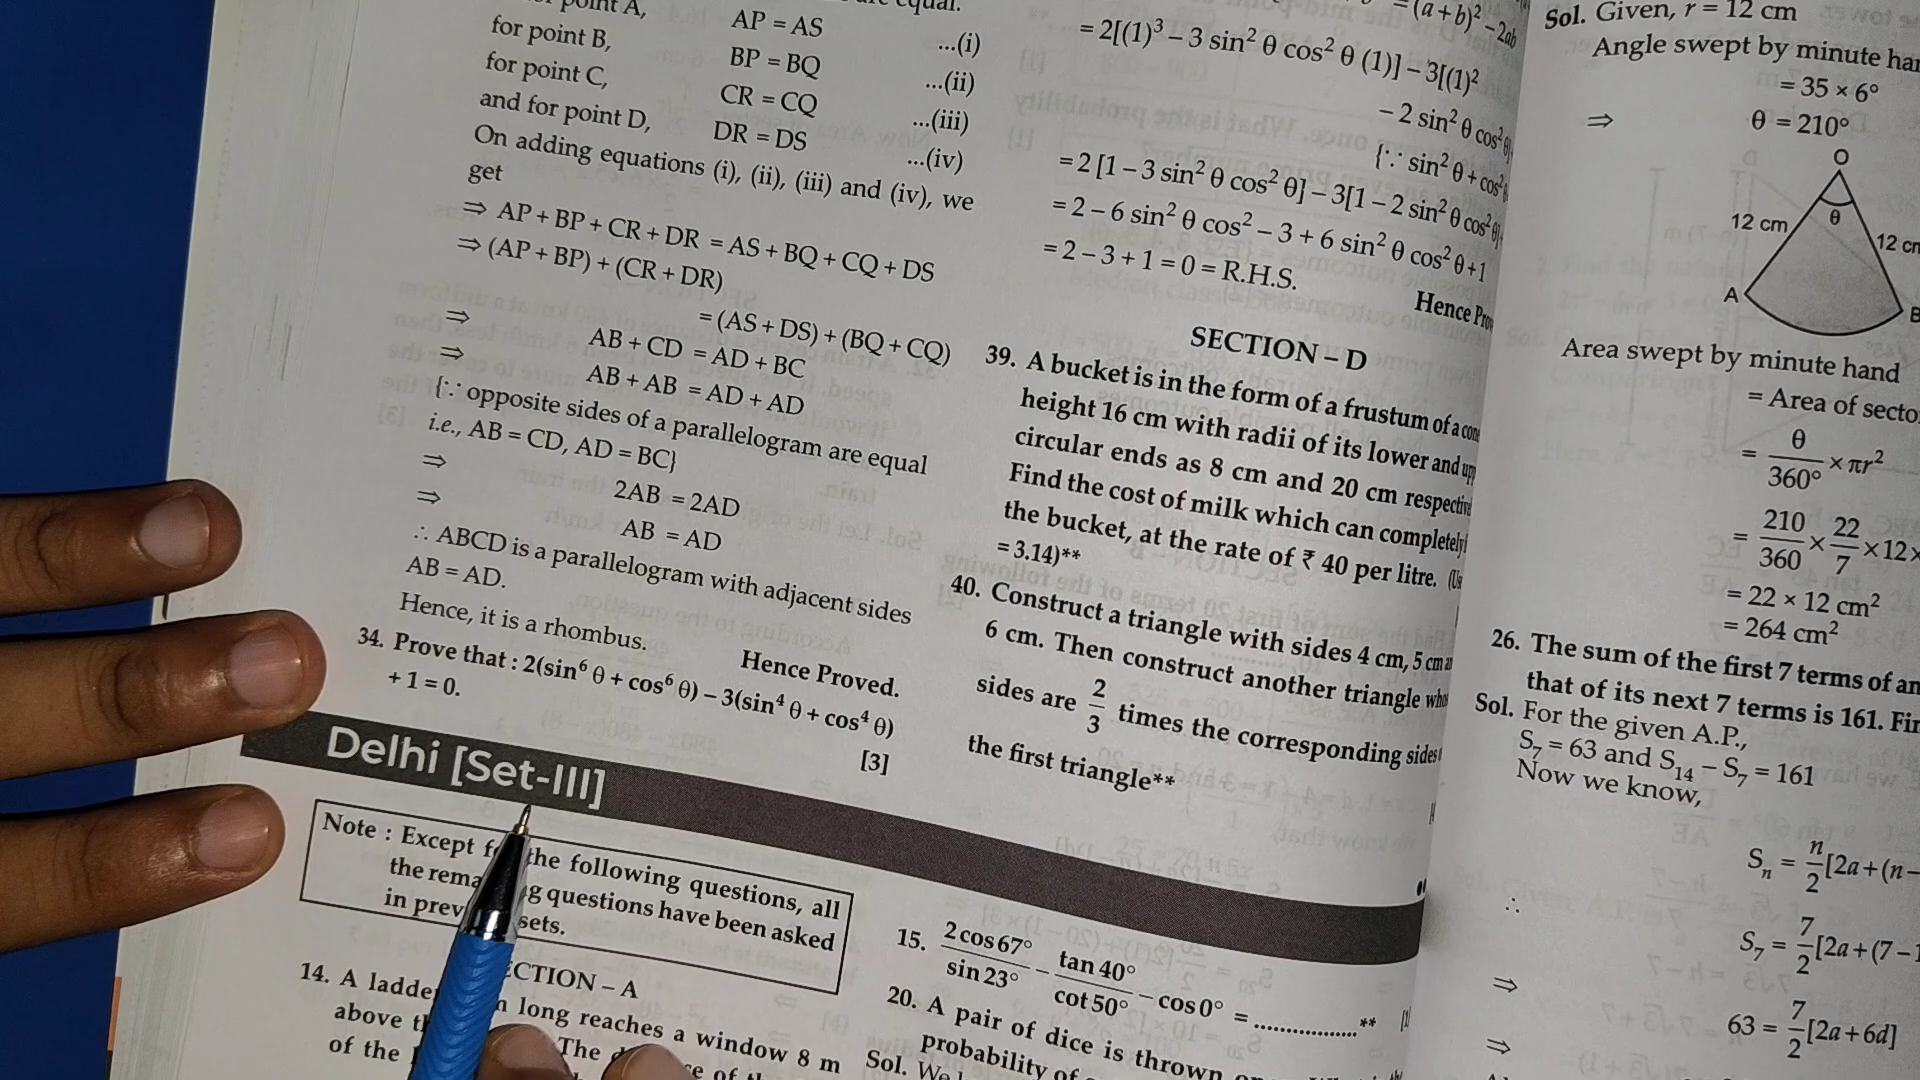 AP = AS ...(i)
for point B, BP = BQ ...(ii)
for point C, CR = CQ ...(iii)
and for point D, DR = DS ...(iv)
On adding equations (i), (ii), (iii) and (iv), we
get
⇒ AP + BP + CR + DR = AS + BQ + CQ + DS
⇒ (AP + BP) + (CR + DR)
= (AS + DS) + (BQ + CQ)
⇒ AB + CD = AD + BC
⇒ AB + AB = AD + AD
{∵ opposite sides of a parallelogram are equal
i.e., AB = CD, AD = BC}
⇒ 2AB = 2AD
⇒ AB = AD
∴ ABCD is a parallelogram with adjacent sides
AB = AD.
Hence, it is a rhombus.
Hence Proved.
34. Prove that : 2(sin⁶ θ + cos⁶ θ) – 3(sin⁴ θ + cos⁴ θ)
+ 1 = 0. [3]
= (a + b)² – 2ab
= 2[(1)³ – 3 sin² θ cos² θ (1)] – 3[(1)²
– 2 sin² θ cos² θ]
{∵ sin² θ + cos²
= 2 [1 – 3 sin² θ cos² θ] – 3[1 – 2 sin² θ cos² θ]
= 2 – 6 sin² θ cos² – 3 + 6 sin² θ cos² θ + 1
= 2 – 3 + 1 = 0 = R.H.S.
Hence
SECTION – D
39. A bucket is in the form of a frustum of a
height 16 cm with radii of its lower and
circular ends as 8 cm and 20 cm
Find the cost of milk which can completely
the bucket, at the rate of ₹ 40 per litre.
= 3.14)**
40. Construct a triangle with sides 4 cm, 5 cm
6 cm. Then construct another triangle
sides are 2/3 times the corresponding sides
the first triangle**
Delhi [Set-III]
Note : Except the following questions, all
the questions have been asked
in sets.
14. A long reaches a window 8 m
above
of the The of
15. 2 cos 67°/sin 23° – tan 40°/cot 50° – cos 0° = ................**
20. A pair of dice is thrown
probability of
Sol.
Sol. Given, r = 12 cm
Angle swept by minute
= 35 × 6°
⇒ θ = 210°
O
θ
12 cm
12
A
B
Area swept by minute hand
= Area of
= θ/360° × πr²
= 210/360 × 22/7 × 12 ×
= 22 × 12 cm²
= 264 cm²
26. The sum of the first 7 terms of
that of its next 7 terms is 161.
Sol. For the given A.P.,
S₇ = 63 and S₁₄ – S₇ = 161
Now we know,
Sₙ = n/2 [2a + (n –
∴ S₇ = 7/2 [2a + (7 –
⇒ 63 = 7/2 [2a + 6d]
⇒